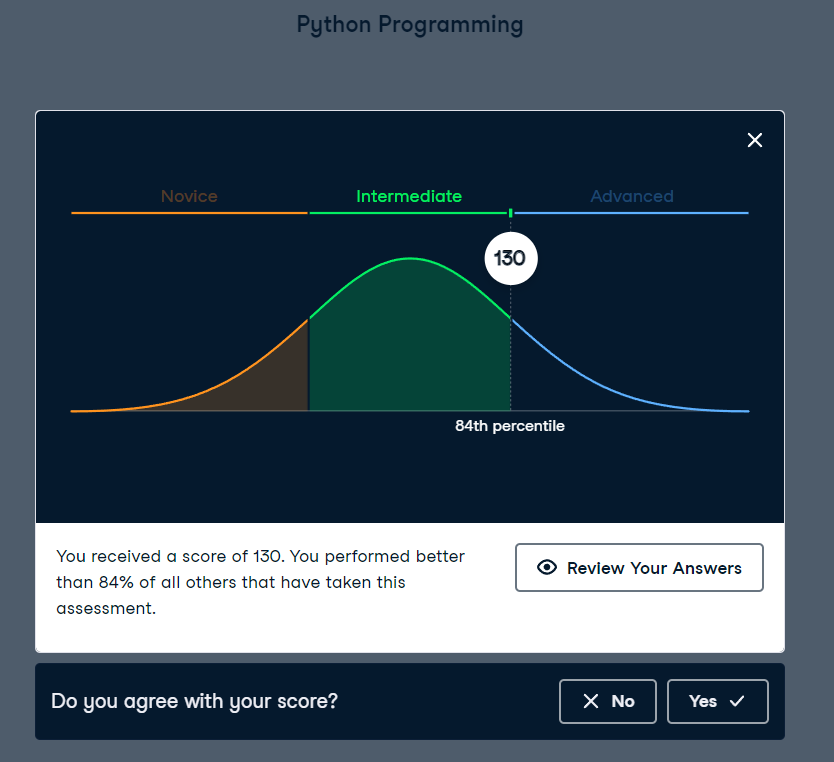 Python Programming
Novice
Intermediate
Advanced
130
84th percentile
You received a score of 130. You performed better
than 84% of all others that have taken this
assessment.
Review Your Answers
Do you agree with your score?
No
Yes